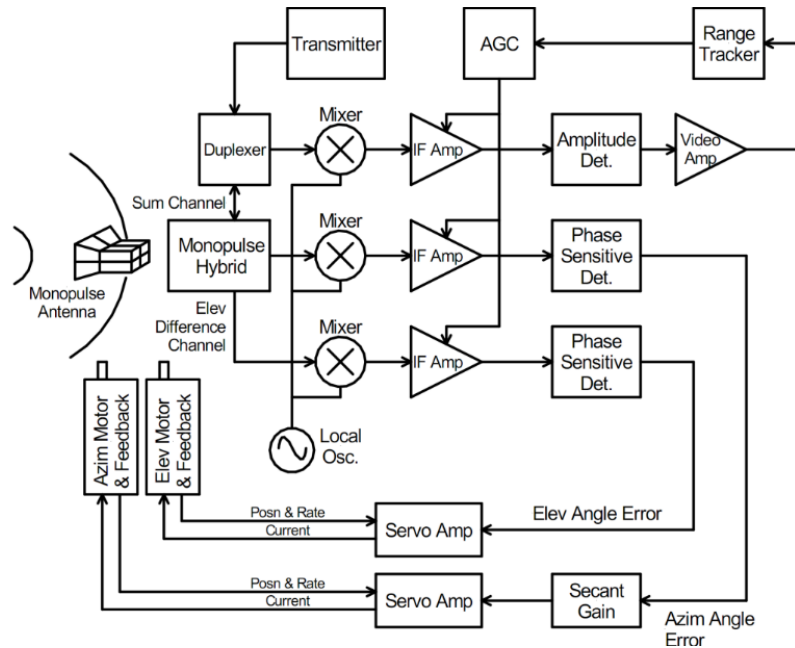 Transmitter
AGC
Range
Tracker
Mixer
Duplexer
IF Amp
Amplitude
Det.
Video
Amp
Sum Channel
Mixer
Monopulse
Hybrid
IF Amp
Phase
Sensitive
Det.
Monopulse
Antenna
Elev
Difference
Channel
Mixer
IF Amp
Phase
Sensitive
Det.
Azim Motor
& Feedback
Elev Motor
& Feedback
Local
Osc.
Posn & Rate
Current
Servo Amp
Elev Angle Error
Posn & Rate
Current
Servo Amp
Secant
Gain
Azim Angle
Error